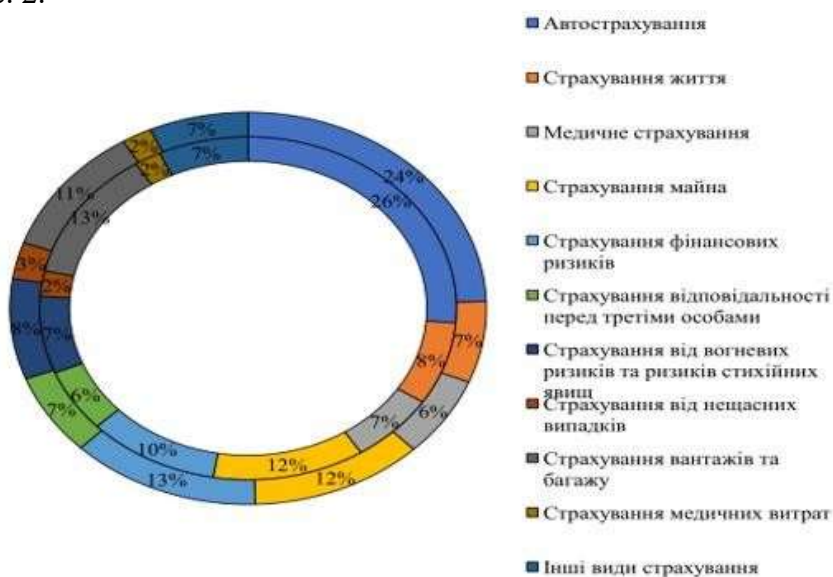 7%
7%
24%
26%
7%
8%
6%
7%
12%
12%
13%
10%
7%
6%
8%
7%
3%
2%
11%
13%
2%
2%
Автострахування
Страхування життя
Медичне страхування
Страхування майна
Страхування фінансових
ризиків
Страхування відповідальності
перед третіми особами
Страхування від вогневих
ризиків та ризиків стихійних
явищ
Страхування від нещасних
випадків
Страхування вантажів та
багажу
Страхування медичних витрат
Інші види страхування